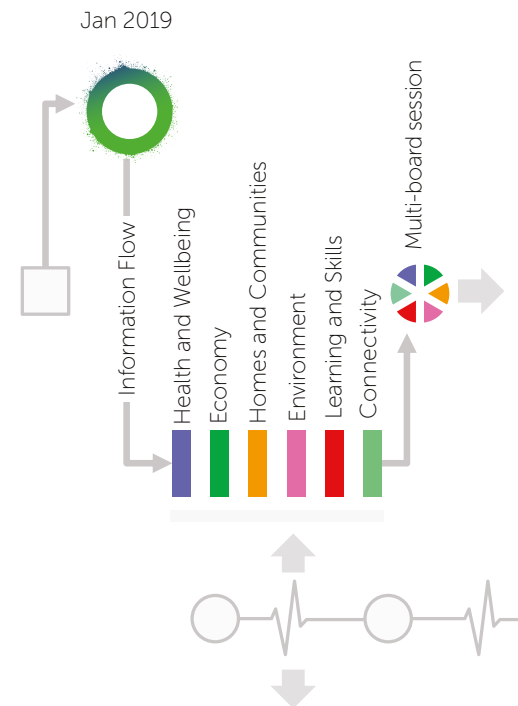 Jan 2019
Information Flow
Health and Wellbeing
Economy
Homes and Communities
Environment
Learning and Skills
Connectivity
Multi-board session